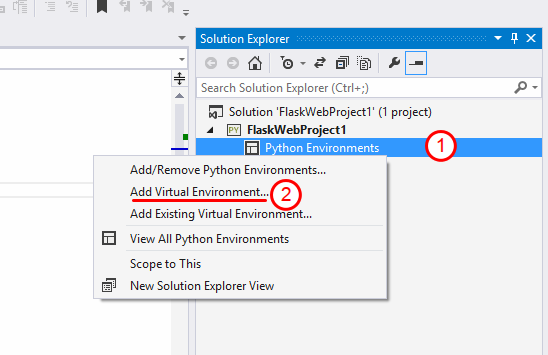 Solution Explorer
Search Solution Explorer (Ctrl+;)
Solution 'FlaskWebProject1' (1 project)
PY FlaskWebProject1
Python Environments
1
Add/Remove Python Environments...
Add Virtual Environment...
2
Add Existing Virtual Environment...
View All Python Environments
Scope to This
New Solution Explorer View